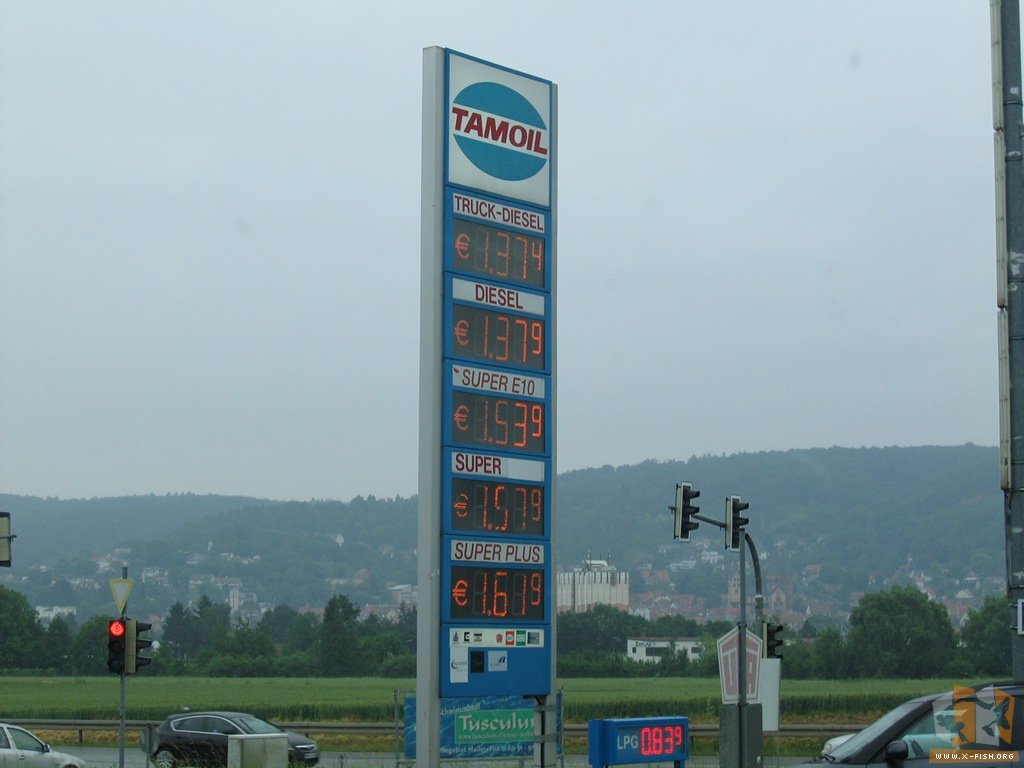 TAMOIL
TRUCK-DIESEL
€ 1.374
DIESEL
€ 1.379
SUPER E10
€ 1.539
SUPER
€ 1.579
SUPER PLUS
€ 1.619
Tusculum
LPG 0.839
WWW.X-FISH.ORG